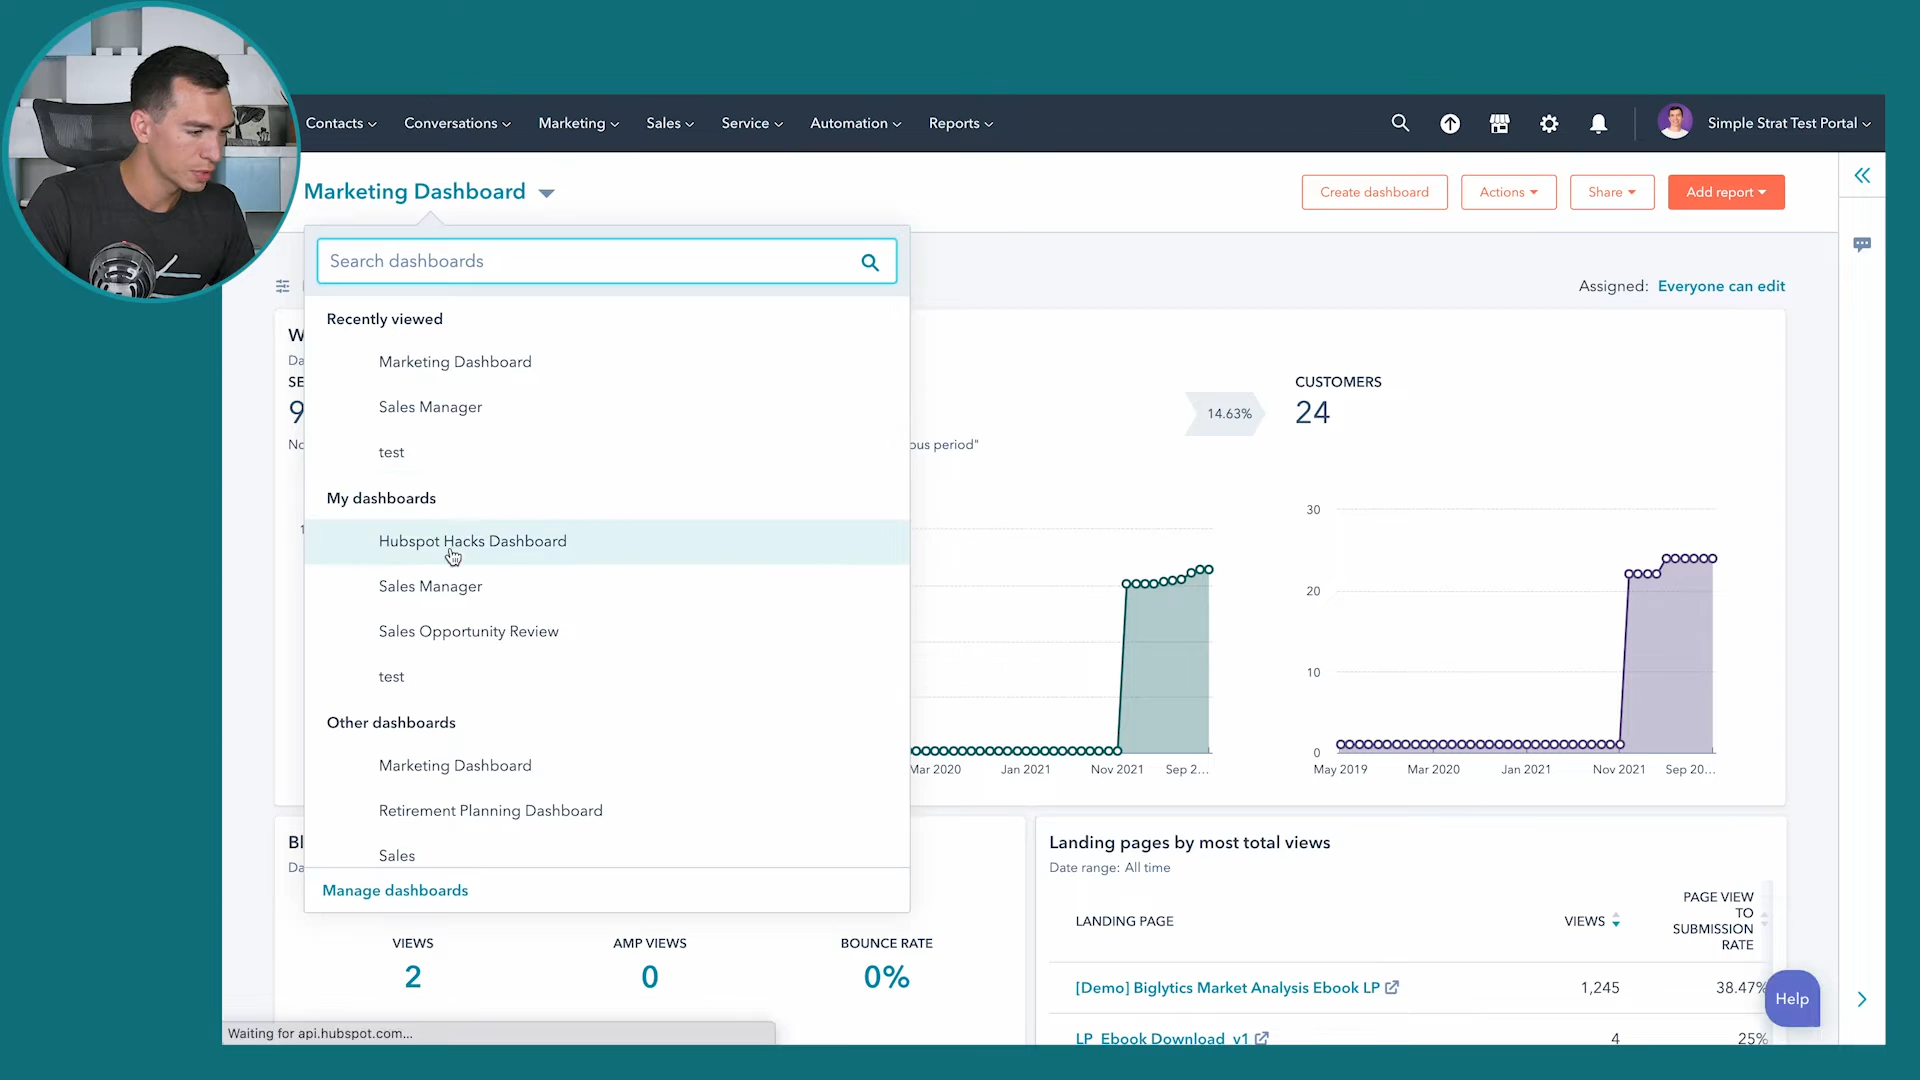 Contacts Conversations Marketing Sales Service Automation Reports Simple Strat Test Portal
Marketing Dashboard Create dashboard Actions Share Add report
Search dashboards
Assigned: Everyone can edit
Recently viewed
Marketing Dashboard
Sales Manager
test
My dashboards
Hubspot Hacks Dashboard
Sales Manager
Sales Opportunity Review
test
Other dashboards
Marketing Dashboard
Retirement Planning Dashboard
Sales
Manage dashboards
14.63%
CUSTOMERS
24
ous period"
30
20
10
0
Mar 2020 Jan 2021 Nov 2021 Sep 2...
May 2019 Mar 2020 Jan 2021 Nov 2021 Sep 20...
VIEWS AMP VIEWS BOUNCE RATE
2 0 0%
Landing pages by most total views
Date range: All time
LANDING PAGE VIEWS PAGE VIEW TO SUBMISSION RATE
[Demo] Biglytics Market Analysis Ebook LP 1,245 38.47%
LP_Ebook Download_v1 4 25%
Help
Waiting for api.hubspot.com...